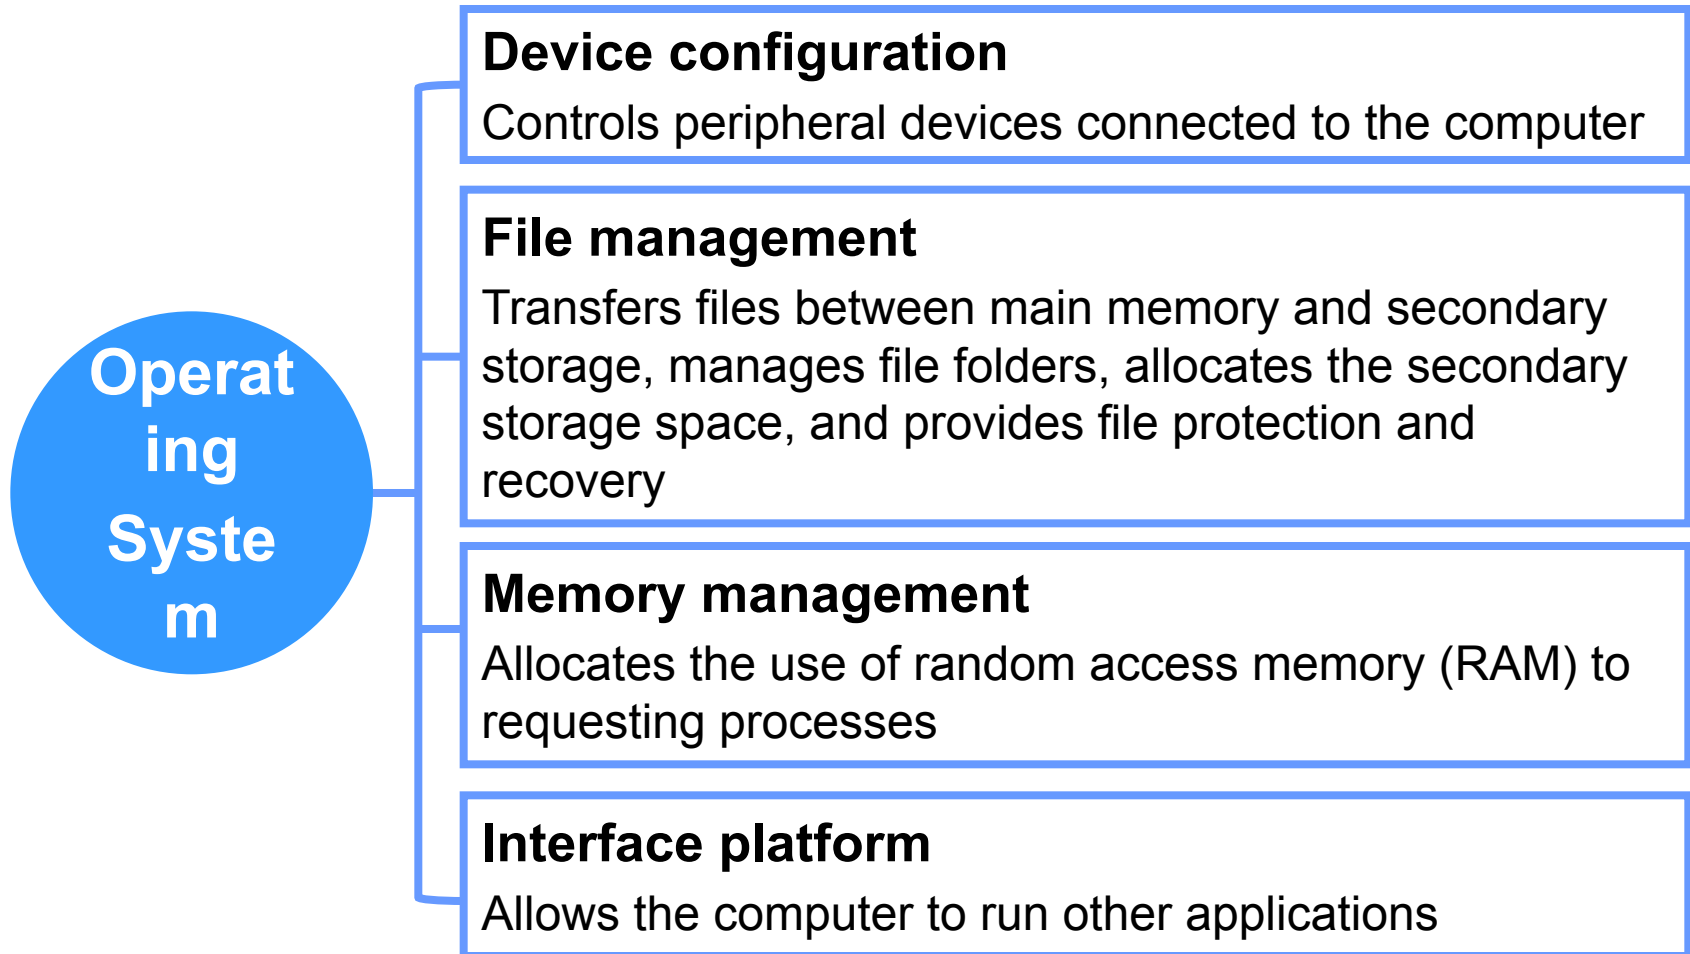 Operat
ing
Syste
m
Device configuration
Controls peripheral devices connected to the computer
File management
Transfers files between main memory and secondary
storage, manages file folders, allocates the secondary
storage space, and provides file protection and
recovery
Memory management
Allocates the use of random access memory (RAM) to
requesting processes
Interface platform
Allows the computer to run other applications